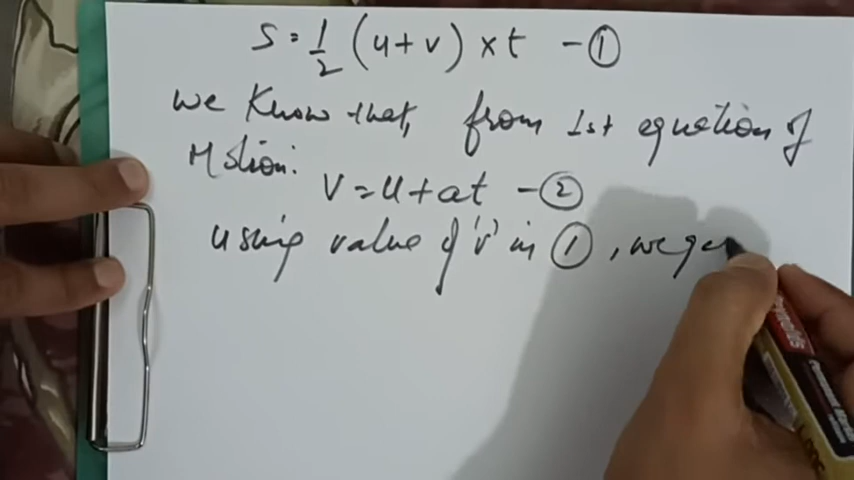 S = 1/2 (u + v) × t - ①
we Know that, from 1st equation of
Motion.
v = u + at - ②
using value of 'v' in ①, we ge